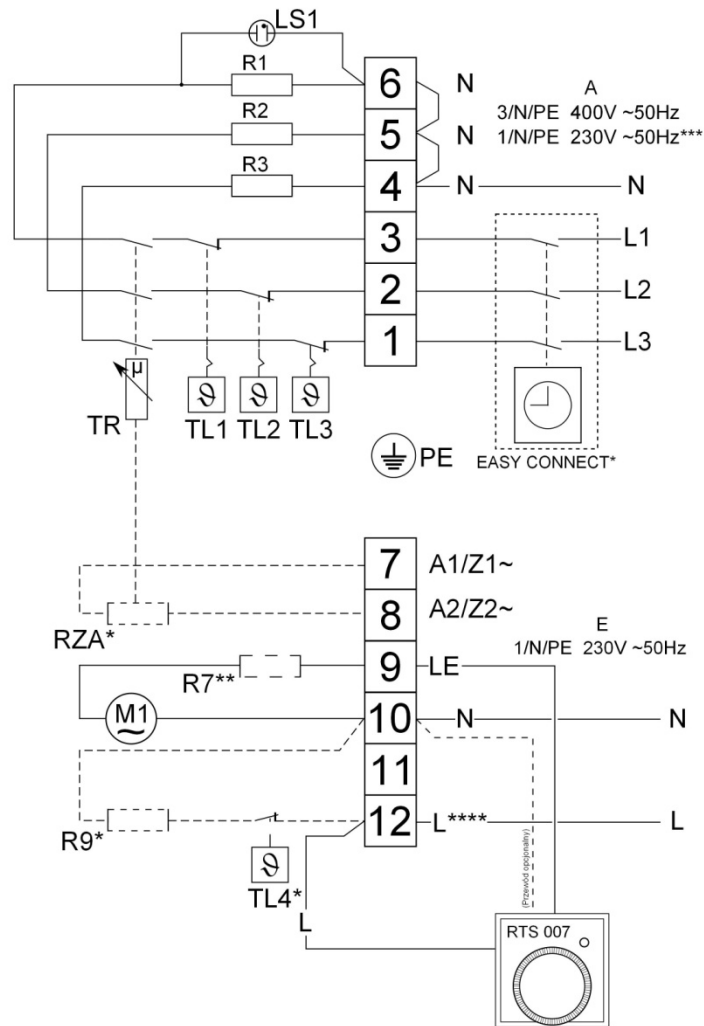 LS1
R1
6 N A
3/N/PE 400V ~50Hz
R2
5 N 1/N/PE 230V ~50Hz***
R3
4 N N
3 L1
2 L2
1 L3
μ
TR
ϑ ϑ ϑ
TL1 TL2 TL3
PE
EASY CONNECT*
7 A1/Z1~
8 A2/Z2~
RZA*
E
1/N/PE 230V ~50Hz
R7** 9 LE
M1 10 N N
~
11
R9* 12 L**** L
ϑ
TL4*
L
(Przewód opcjonalny)
RTS 007